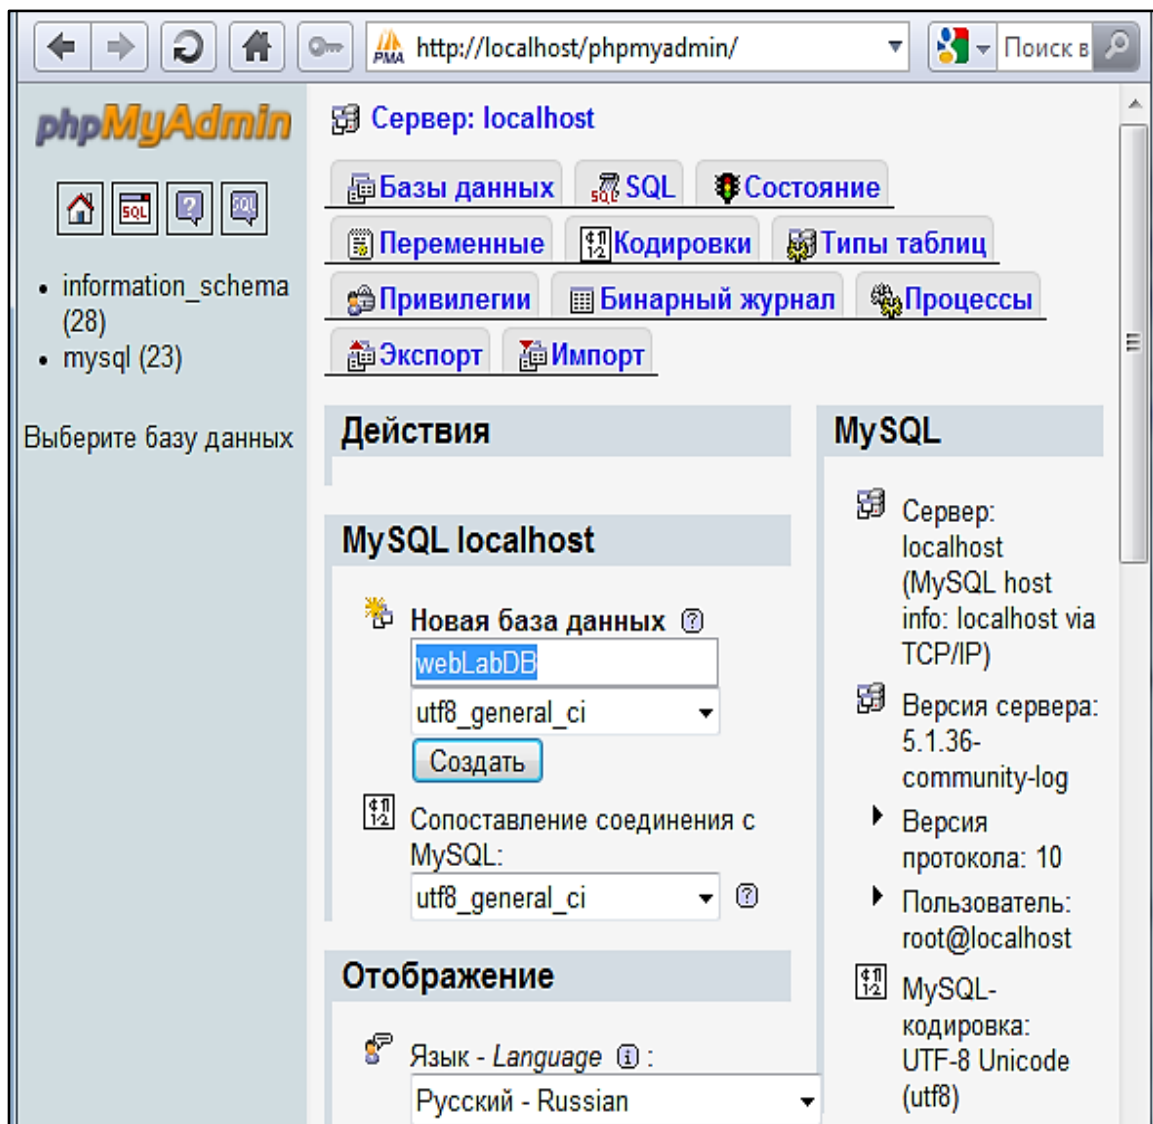 PMA http://localhost/phpmyadmin/
Поиск в
phpMyAdmin
SQL ? SQL
information_schema
(28)
mysql (23)
Выберите базу данных
Сервер: localhost
Базы данных SQL Состояние
Переменные Кодировки Типы таблиц
Привилегии Бинарный журнал Процессы
Экспорт Импорт
Действия
MySQL localhost
Новая база данных ?
webLabDB
utf8_general_ci
Создать
Сопоставление соединения с
MySQL:
utf8_general_ci ?
Отображение
Язык - Language i :
Русский - Russian
MySQL
Сервер:
localhost
(MySQL host
info: localhost via
TCP/IP)
Версия сервера:
5.1.36-
community-log
Версия
протокола: 10
Пользователь:
root@localhost
MySQL-
кодировка:
UTF-8 Unicode
(utf8)